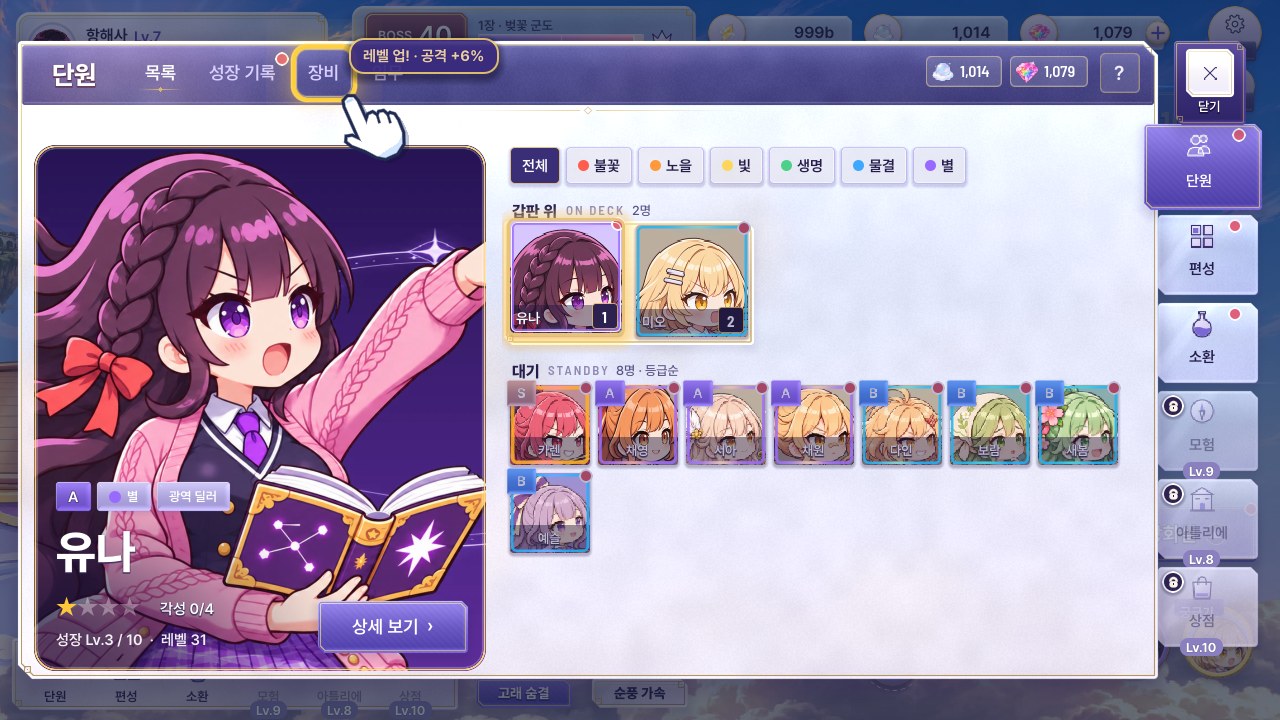 항해사 Lv.7
BOSS 40
1장 · 벚꽃 군도
999b
1,014
1,079
레벨 업! · 공격 +6%
단원
목록
성장 기록
장비
1,014
1,079
?
닫기
전체
불꽃
노을
빛
생명
물결
별
갑판 위 ON DECK 2명
유나 1
미오 2
대기 STANDBY 8명 · 등급순
S
A
A
A
B
B
B
카렌
채영
서아
채원
다인
보람
새봄
B
예슬
A
별
광역 딜러
유나
각성 0/4
성장 Lv.3 / 10 · 레벨 31
상세 보기 ›
단원
편성
소환
모험
Lv.9
아틀리에
Lv.8
상점
Lv.10
단원
편성
소환
모험
Lv.9
아틀리에
Lv.8
상점
Lv.10
고래 숨결
순풍 가속